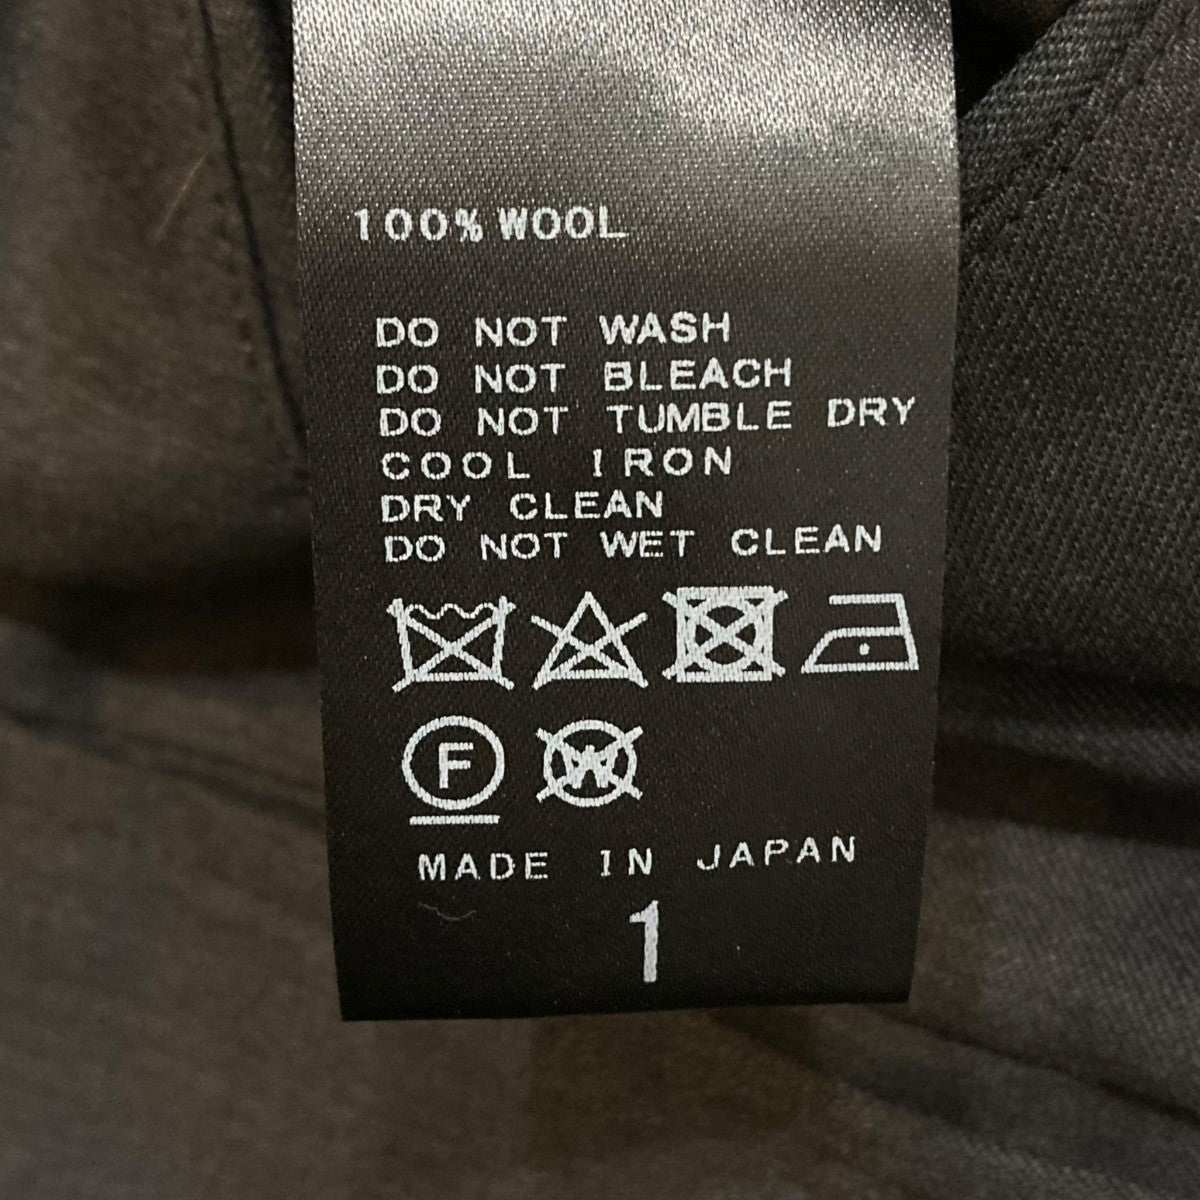 100% WOOL
DO NOT WASH
DO NOT BLEACH
DO NOT TUMBLE DRY
COOL IRON
DRY CLEAN
DO NOT WET CLEAN
F W
MADE IN JAPAN
1